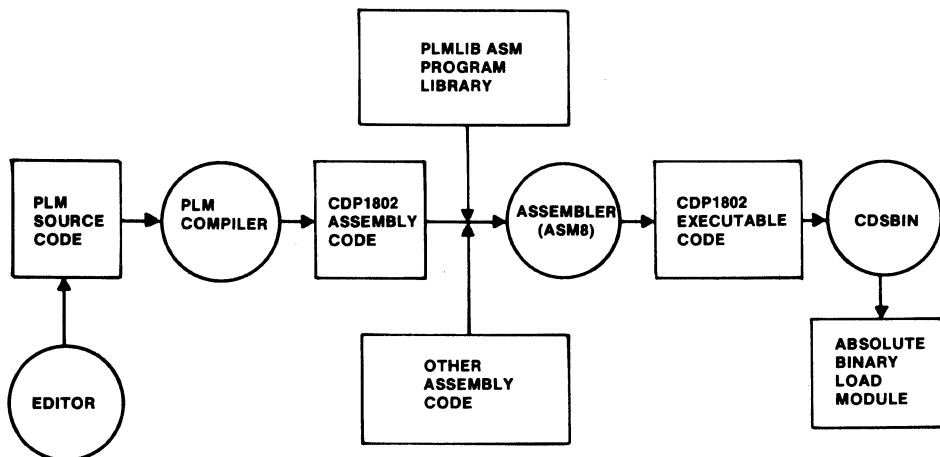 PLMLIB ASM
PROGRAM
LIBRARY
PLM
SOURCE
CODE
PLM
COMPILER
CDP1802
ASSEMBLY
CODE
ASSEMBLER
(ASM8)
CDP1802
EXECUTABLE
CODE
CDSBIN
EDITOR
OTHER
ASSEMBLY
CODE
ABSOLUTE
BINARY
LOAD
MODULE